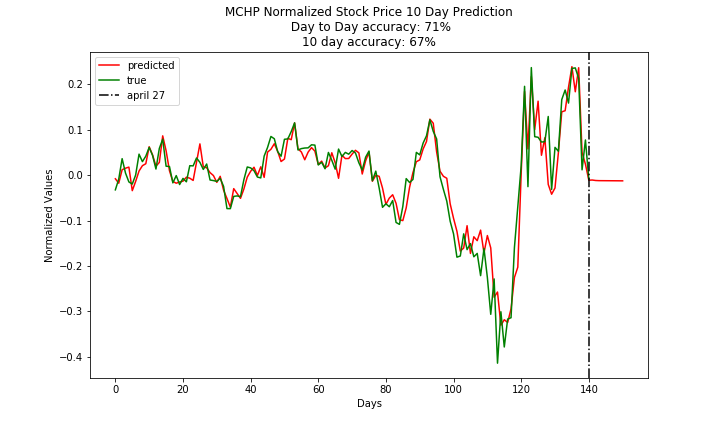 MCHP Normalized Stock Price 10 Day Prediction
Day to Day accuracy: 71%
10 day accuracy: 67%
predicted
true
april 27
0.2
0.1
0.0
−0.1
−0.2
−0.3
−0.4
Normalized Values
0 20 40 60 80 100 120 140
Days